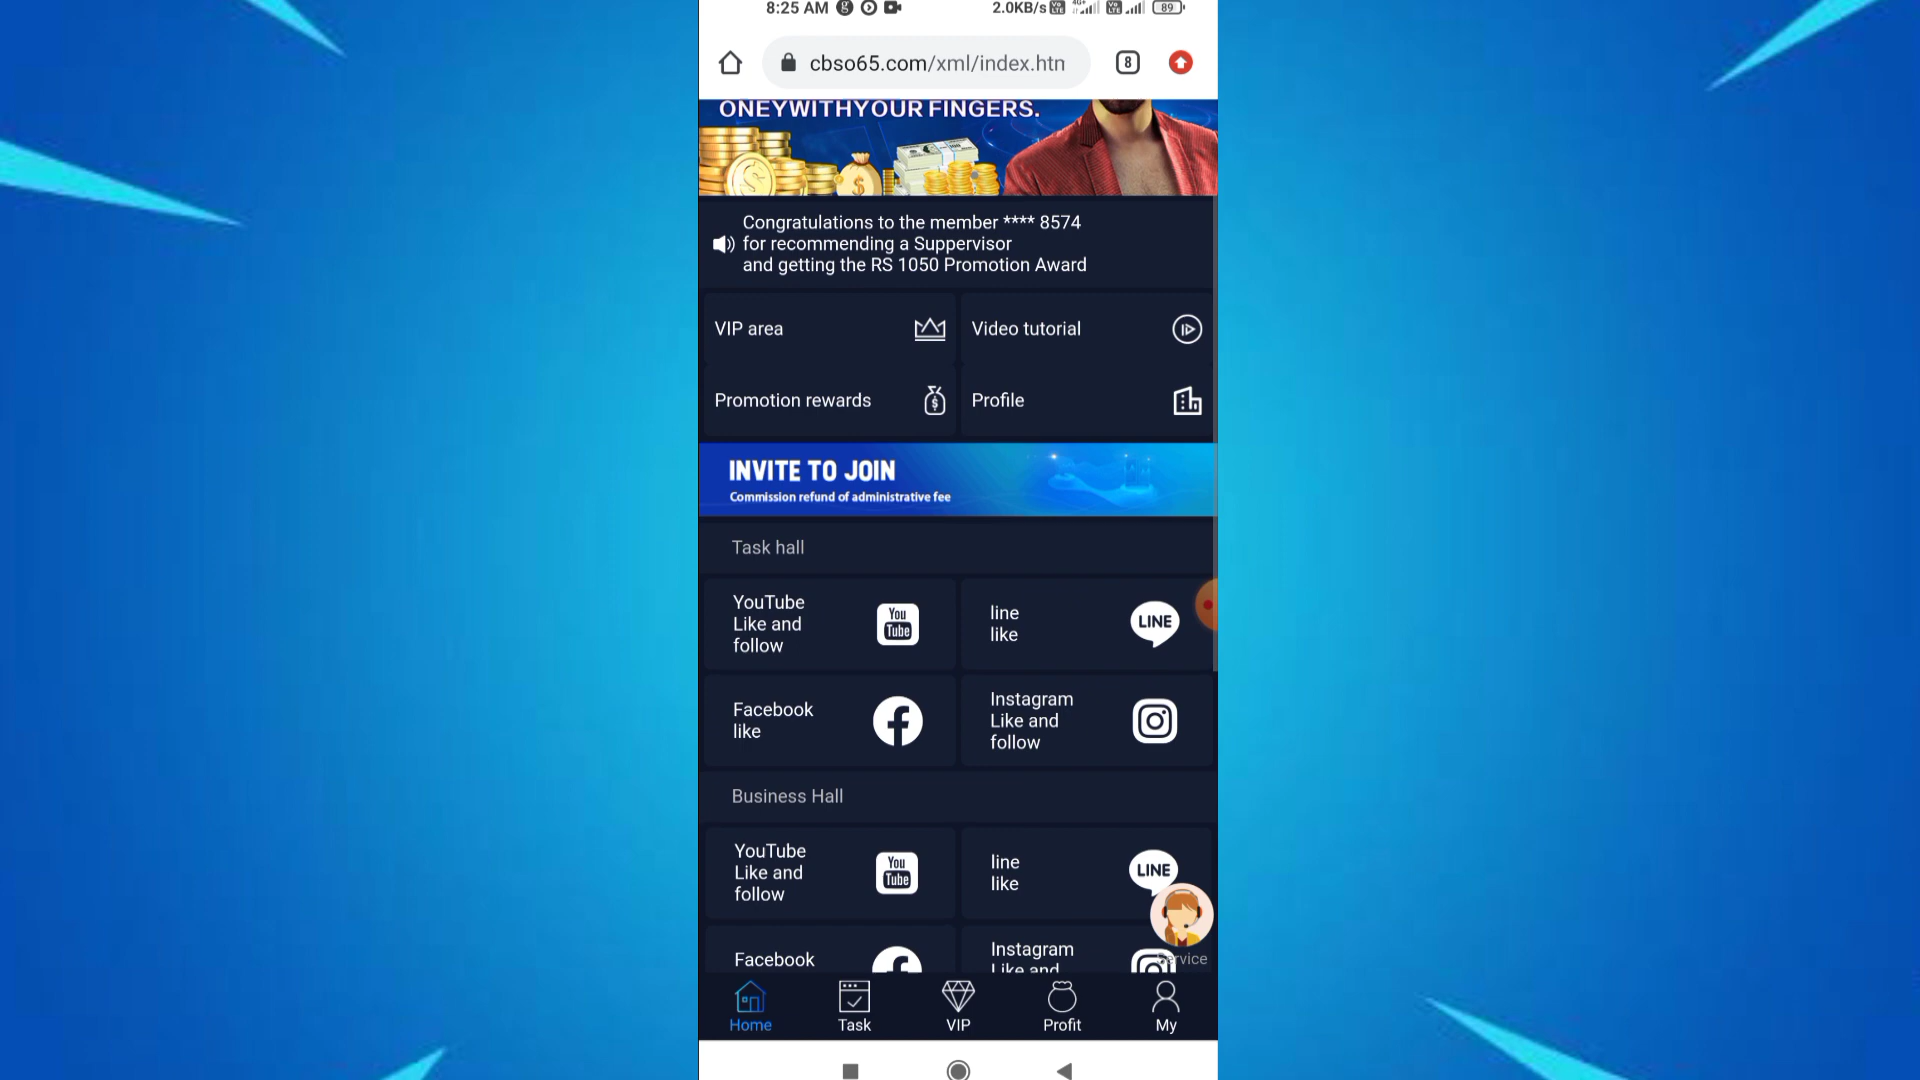 8:25 AM
2.0KB/s
4G+
89
cbso65.com/xml/index.htn
8
ONEYWITHYOUR FINGERS.
Congratulations to the member **** 8574
for recommending a Suppervisor
and getting the RS 1050 Promotion Award
VIP area
Video tutorial
Promotion rewards
Profile
INVITE TO JOIN
Commission refund of administrative fee
Task hall
YouTube
Like and
follow
You
Tube
line
like
LINE
Facebook
like
Instagram
Like and
follow
Business Hall
YouTube
Like and
follow
You
Tube
line
like
LINE
Facebook
Instagram
Like and
Service
Home
Task
VIP
Profit
My